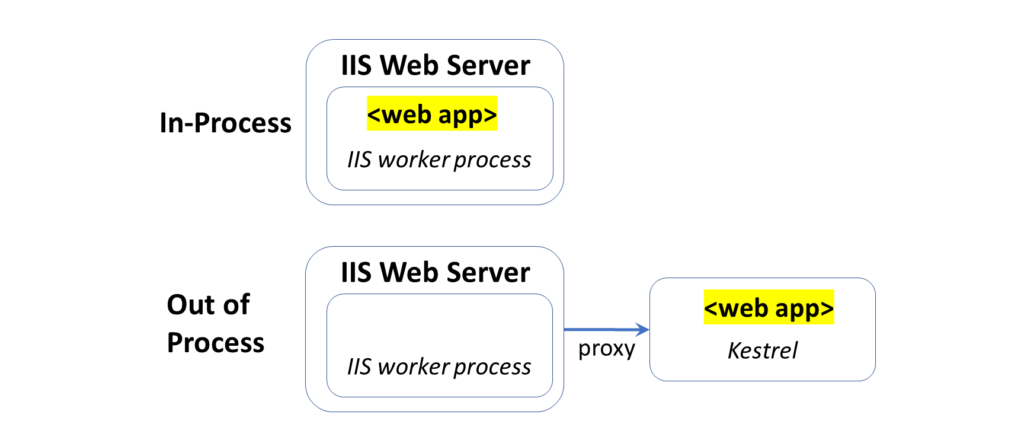 IIS Web Server
<web app>
In-Process
IIS worker process
IIS Web Server
Out of
Process
<web app>
proxy
Kestrel
IIS worker process